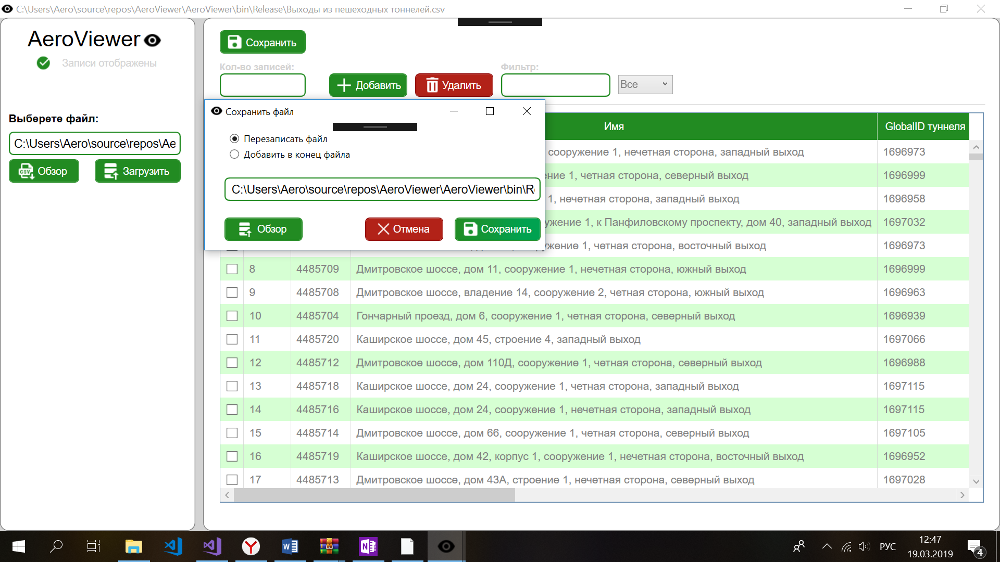 C:\Users\Aero\source\repos\AeroViewer\AeroViewer\bin\Release\Выходы из пешеходных тоннелей.csv
AeroViewer
Записи отображены
Выберете файл:
C:\Users\Aero\source\repos\Ae
Обзор
Загрузить
Сохранить
Кол-во записей:
Фильтр:
Добавить
Удалить
Все
Имя
GlobalID туннеля
сооружение 1, нечетная сторона, западный выход 1696973
1, четная сторона, северный выход 1696999
1, нечетная сторона, западный выход 1696958
1, к Панфиловскому проспекту, дом 40, западный выход 1697032
1, четная сторона, восточный выход 1696973
8 4485709 Дмитровское шоссе, дом 11, сооружение 1, нечетная сторона, южный выход 1696999
9 4485708 Дмитровское шоссе, владение 14, сооружение 2, четная сторона, южный выход 1696963
10 4485704 Гончарный проезд, дом 6, сооружение 1, четная сторона, северный выход 1696939
11 4485720 Каширское шоссе, дом 45, строение 4, западный выход 1697066
12 4485712 Дмитровское шоссе, дом 110Д, сооружение 1, четная сторона, северный выход 1696988
13 4485718 Каширское шоссе, дом 24, сооружение 1, четная сторона, западный выход 1697115
14 4485716 Каширское шоссе, дом 24, сооружение 1, нечетная сторона, западный выход 1697115
15 4485714 Дмитровское шоссе, дом 66, сооружение 1, четная сторона, северный выход 1697105
16 4485719 Каширское шоссе, дом 42, корпус 1, сооружение 1, нечетная сторона, восточный выход 1696952
17 4485713 Дмитровское шоссе, дом 43А, строение 1, нечетная сторона, северный выход 1697028
Сохранить файл
Перезаписать файл
Добавить в конец файла
C:\Users\Aero\source\repos\AeroViewer\AeroViewer\bin\R
Обзор
Отмена
Сохранить
РУС
12:47
19.03.2019
4